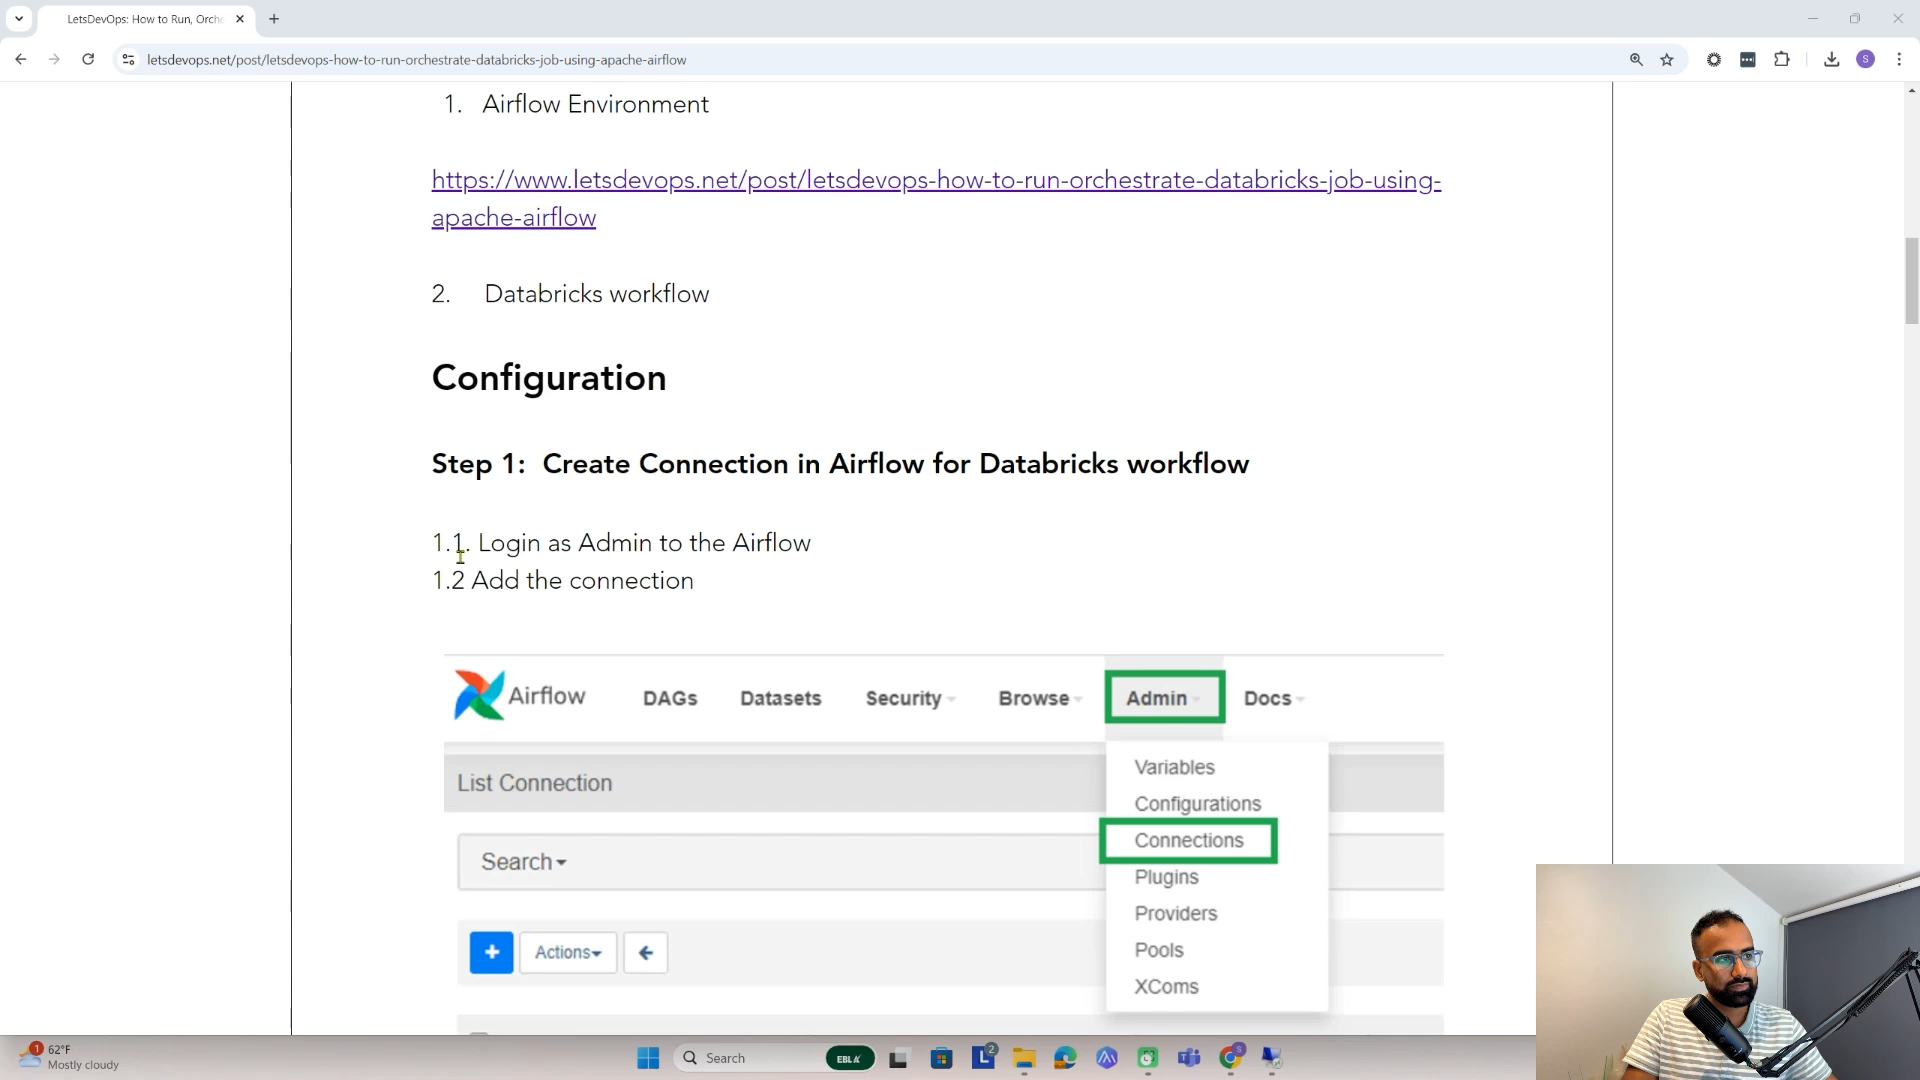 LetsDevOps: How to Run, Orche
letsdevops.net/post/letsdevops-how-to-run-orchestrate-databricks-job-using-apache-airflow
S
1. Airflow Environment
https://www.letsdevops.net/post/letsdevops-how-to-run-orchestrate-databricks-job-using-
apache-airflow
2. Databricks workflow
Configuration
Step 1: Create Connection in Airflow for Databricks workflow
1.1. Login as Admin to the Airflow
1.2 Add the connection
Airflow DAGs Datasets Security Browse Admin Docs
List Connection
Variables
Configurations
Connections
Plugins
Providers
Pools
XComs
Search
+ Actions
1
62°F
Mostly cloudy
Search
EBLA
L
2
S